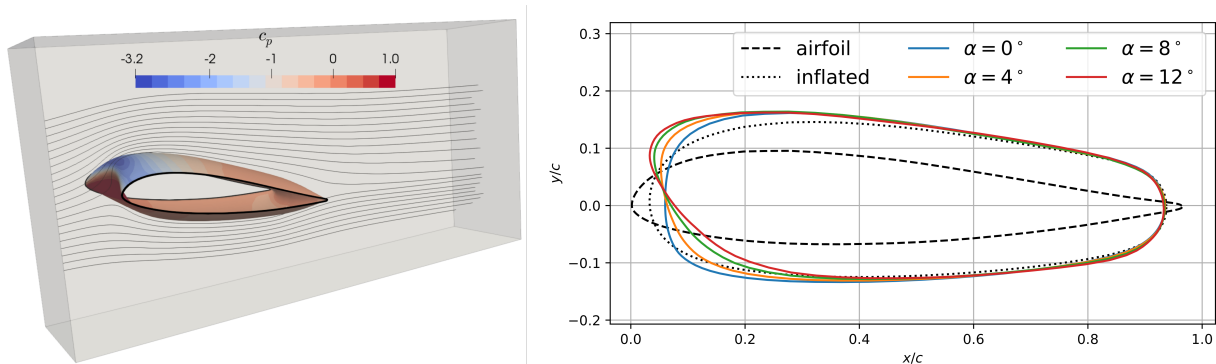 c_p
-3.2 -2 -1 0 1.0
0.3
0.2
0.1
0.0
−0.1
−0.2
y/c
airfoil
inflated
α = 0°
α = 4°
α = 8°
α = 12°
0.0 0.2 0.4 0.6 0.8 1.0
x/c